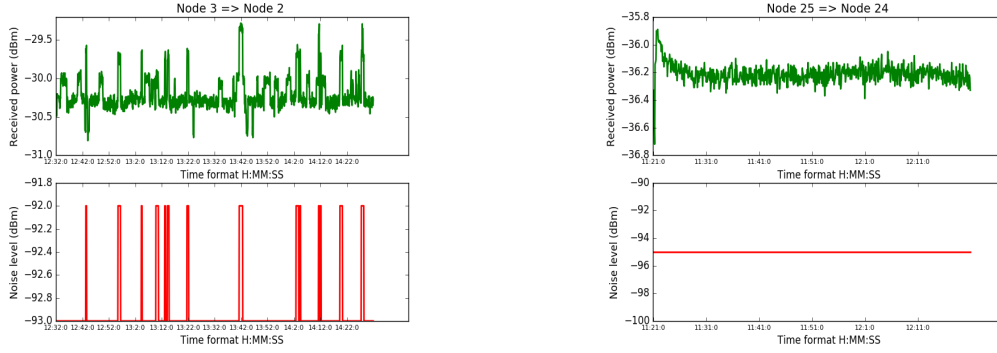 Node 3 => Node 2
Received power (dBm)
−29.5
−30.0
−30.5
−31.0
12:32:0 12:42:0 12:52:0 13:2:0 13:12:0 13:22:0 13:32:0 13:42:0 13:52:0 14:2:0 14:12:0 14:22:0
Time format H:MM:SS
Noise level (dBm)
−91.8
−92.0
−92.2
−92.4
−92.6
−92.8
−93.0
12:32:0 12:42:0 12:52:0 13:2:0 13:12:0 13:22:0 13:32:0 13:42:0 13:52:0 14:2:0 14:12:0 14:22:0
Time format H:MM:SS
Node 25 => Node 24
Received power (dBm)
−35.8
−36.0
−36.2
−36.4
−36.6
−36.8
11:21:0 11:31:0 11:41:0 11:51:0 12:1:0 12:11:0
Time format H:MM:SS
Noise level (dBm)
−90
−92
−94
−96
−98
−100
11:21:0 11:31:0 11:41:0 11:51:0 12:1:0 12:11:0
Time format H:MM:SS